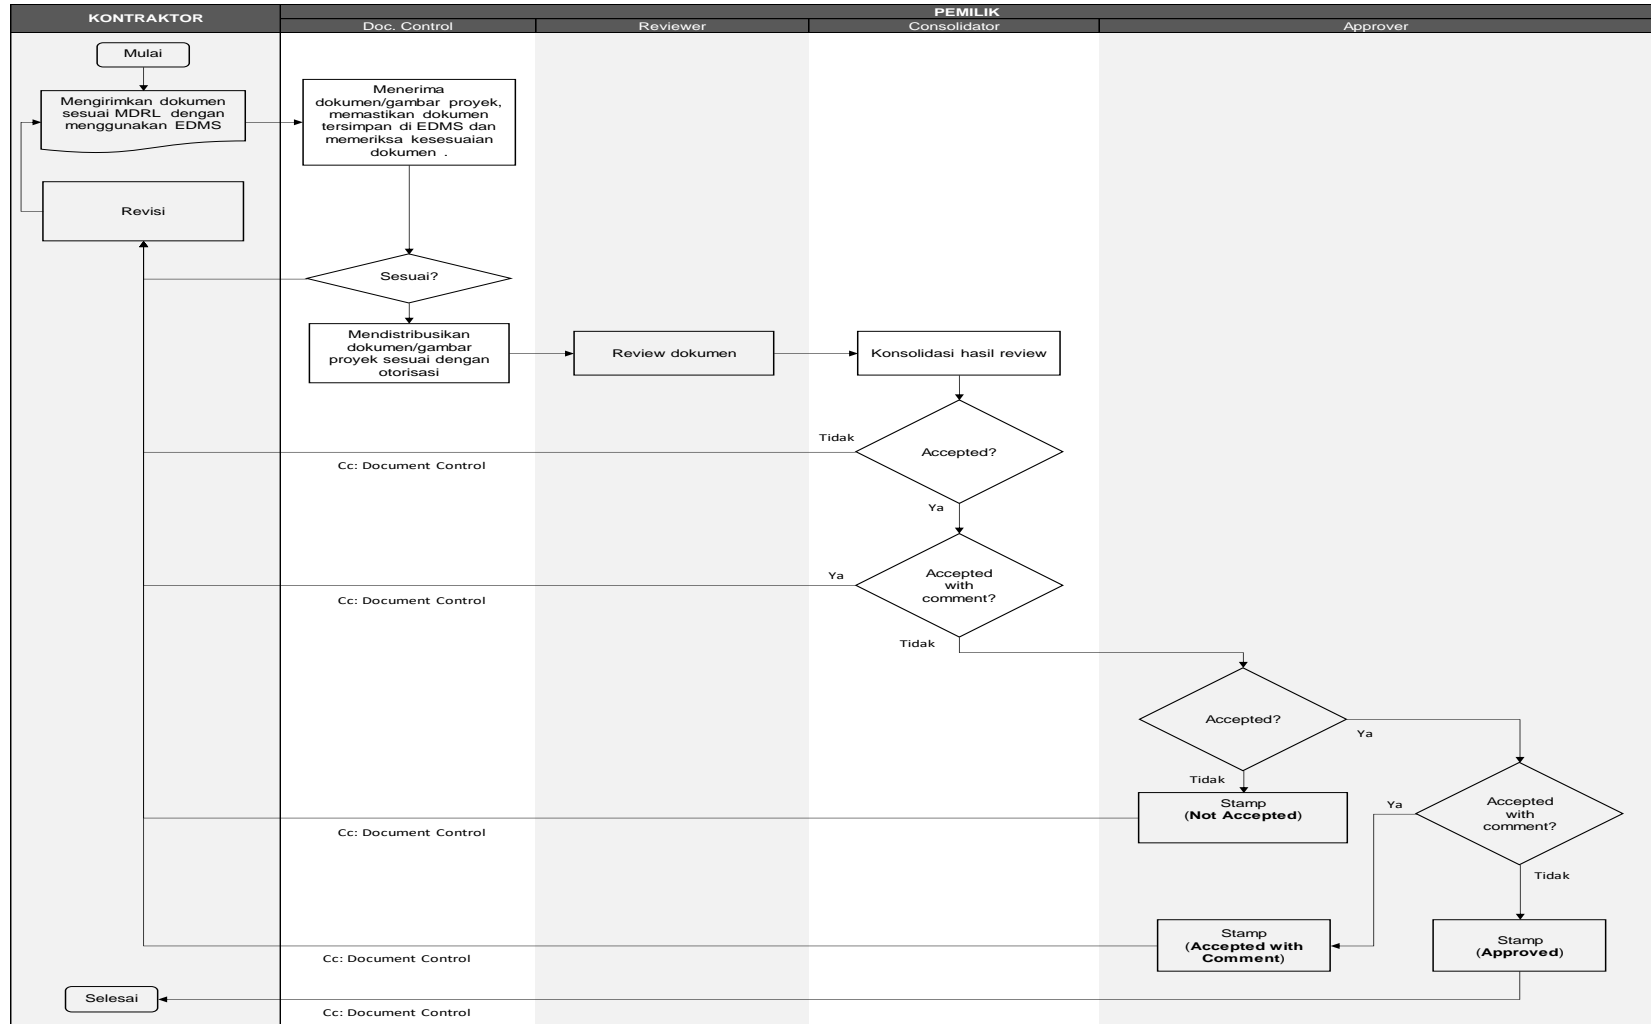 KONTRAKTOR
PEMILIK
Doc. Control
Reviewer
Consolidator
Approver
Mulai
Mengirimkan dokumen
sesuai MDRL dengan
menggunakan EDMS
Menerima
dokumen/gambar proyek,
memastikan dokumen
tersimpan di EDMS dan
memeriksa kesesuaian
dokumen .
Revisi
Sesuai?
Mendistribusikan
dokumen/gambar
proyek sesuai dengan
otorisasi
Review dokumen
Konsolidasi hasil review
Tidak
Accepted?
Cc: Document Control
Ya
Ya
Accepted
with
comment?
Cc: Document Control
Tidak
Accepted?
Ya
Tidak
Stamp
(Not Accepted)
Ya
Accepted
with
comment?
Cc: Document Control
Tidak
Stamp
(Accepted with
Comment)
Stamp
(Approved)
Cc: Document Control
Selesai
Cc: Document Control